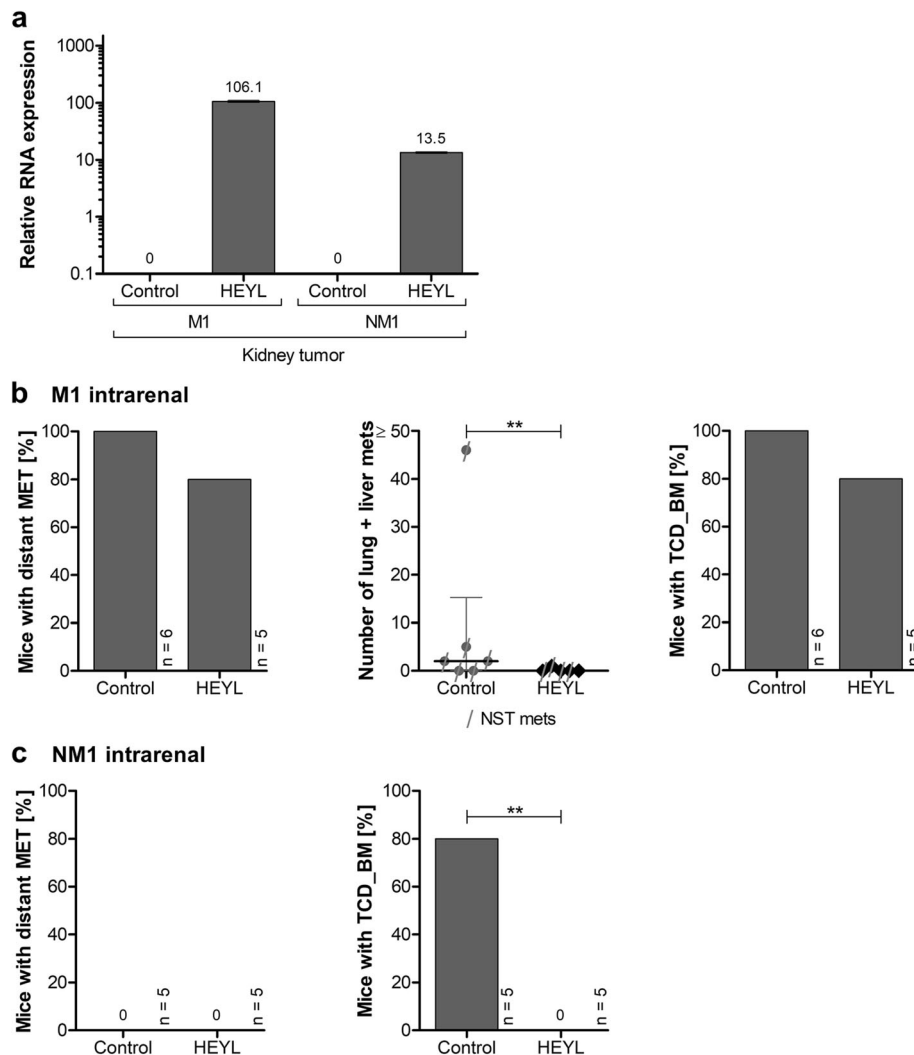 a
Relative RNA expression
1000
100
10
1
0.1
0
106.1
0
13.5
Control HEYL Control HEYL
M1 NM1
Kidney tumor
b M1 intrarenal
Mice with distant MET [%]
100
80
60
40
20
0
n = 6
n = 5
Control HEYL
Number of lung + liver mets
≥ 50
40
30
20
10
0
**
Control HEYL
/ NST mets
Mice with TCD_BM [%]
100
80
60
40
20
0
n = 6
n = 5
Control HEYL
c NM1 intrarenal
Mice with distant MET [%]
100
80
60
40
20
0
0
n = 5
0
n = 5
Control HEYL
Mice with TCD_BM [%]
100
80
60
40
20
0
**
n = 5
0
n = 5
Control HEYL